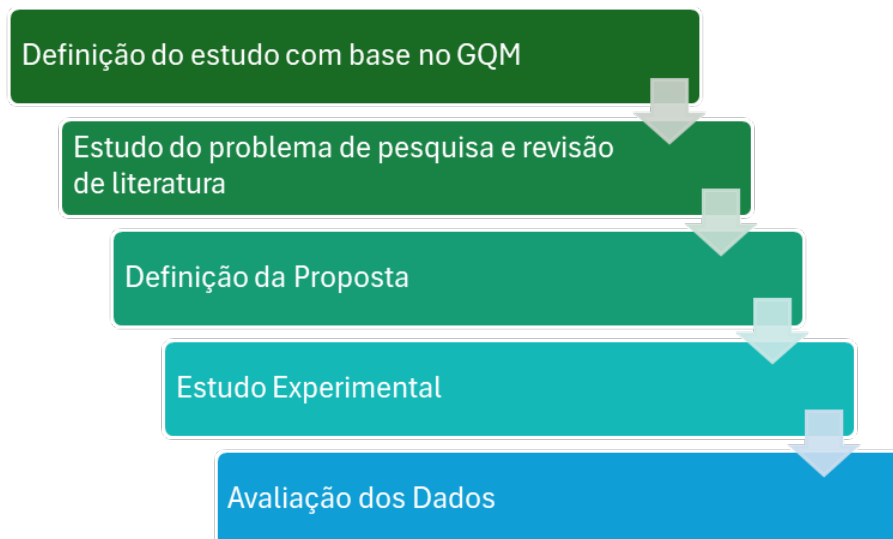 Definição do estudo com base no GQM
Estudo do problema de pesquisa e revisão
de literatura
Definição da Proposta
Estudo Experimental
Avaliação dos Dados